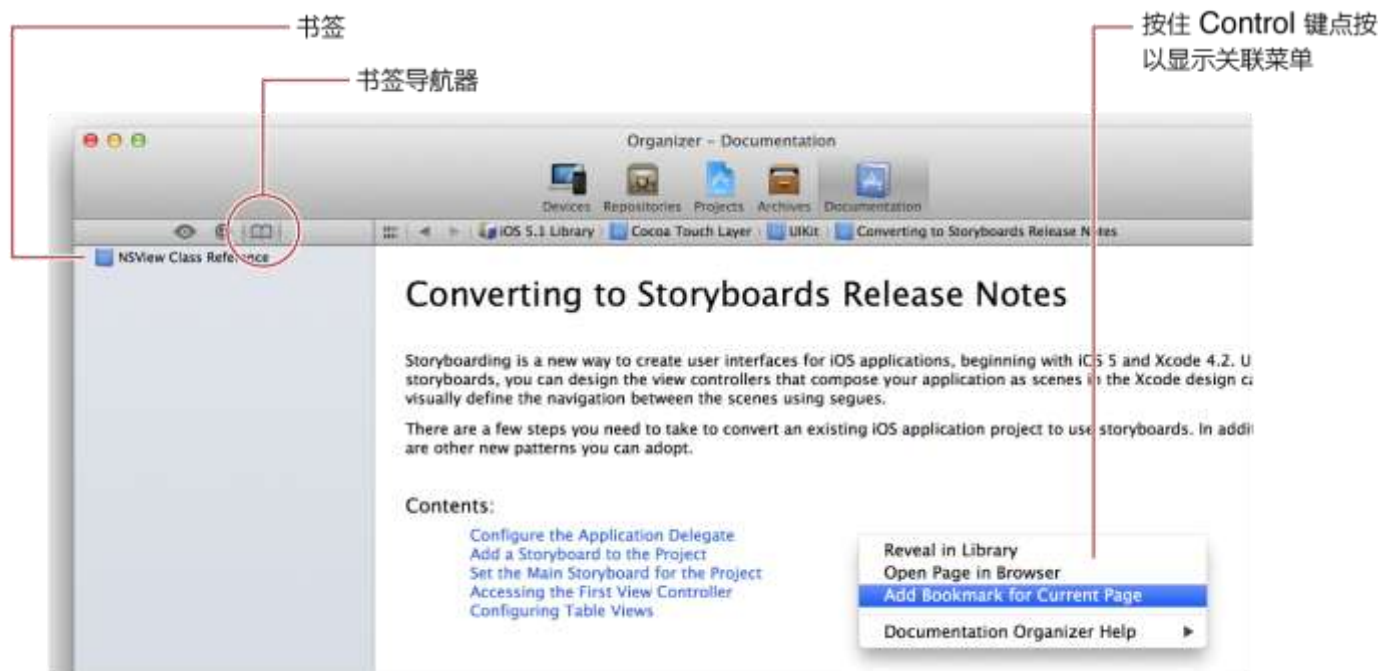 书签
按住 Control 键点按
以显示关联菜单
书签导航器
Organizer – Documentation
Devices Repositories Projects Archives Documentation
iOS 5.1 Library Cocoa Touch Layer UIKit Converting to Storyboards Release Notes
NSView Class Reference
Converting to Storyboards Release Notes
Storyboarding is a new way to create user interfaces for iOS applications, beginning with iOS 5 and Xcode 4.2. U
storyboards, you can design the view controllers that compose your application as scenes in the Xcode design ca
visually define the navigation between the scenes using segues.
There are a few steps you need to take to convert an existing iOS application project to use storyboards. In addi
are other new patterns you can adopt.
Contents:
Configure the Application Delegate
Add a Storyboard to the Project
Set the Main Storyboard for the Project
Accessing the First View Controller
Configuring Table Views
Reveal in Library
Open Page in Browser
Add Bookmark for Current Page
Documentation Organizer Help